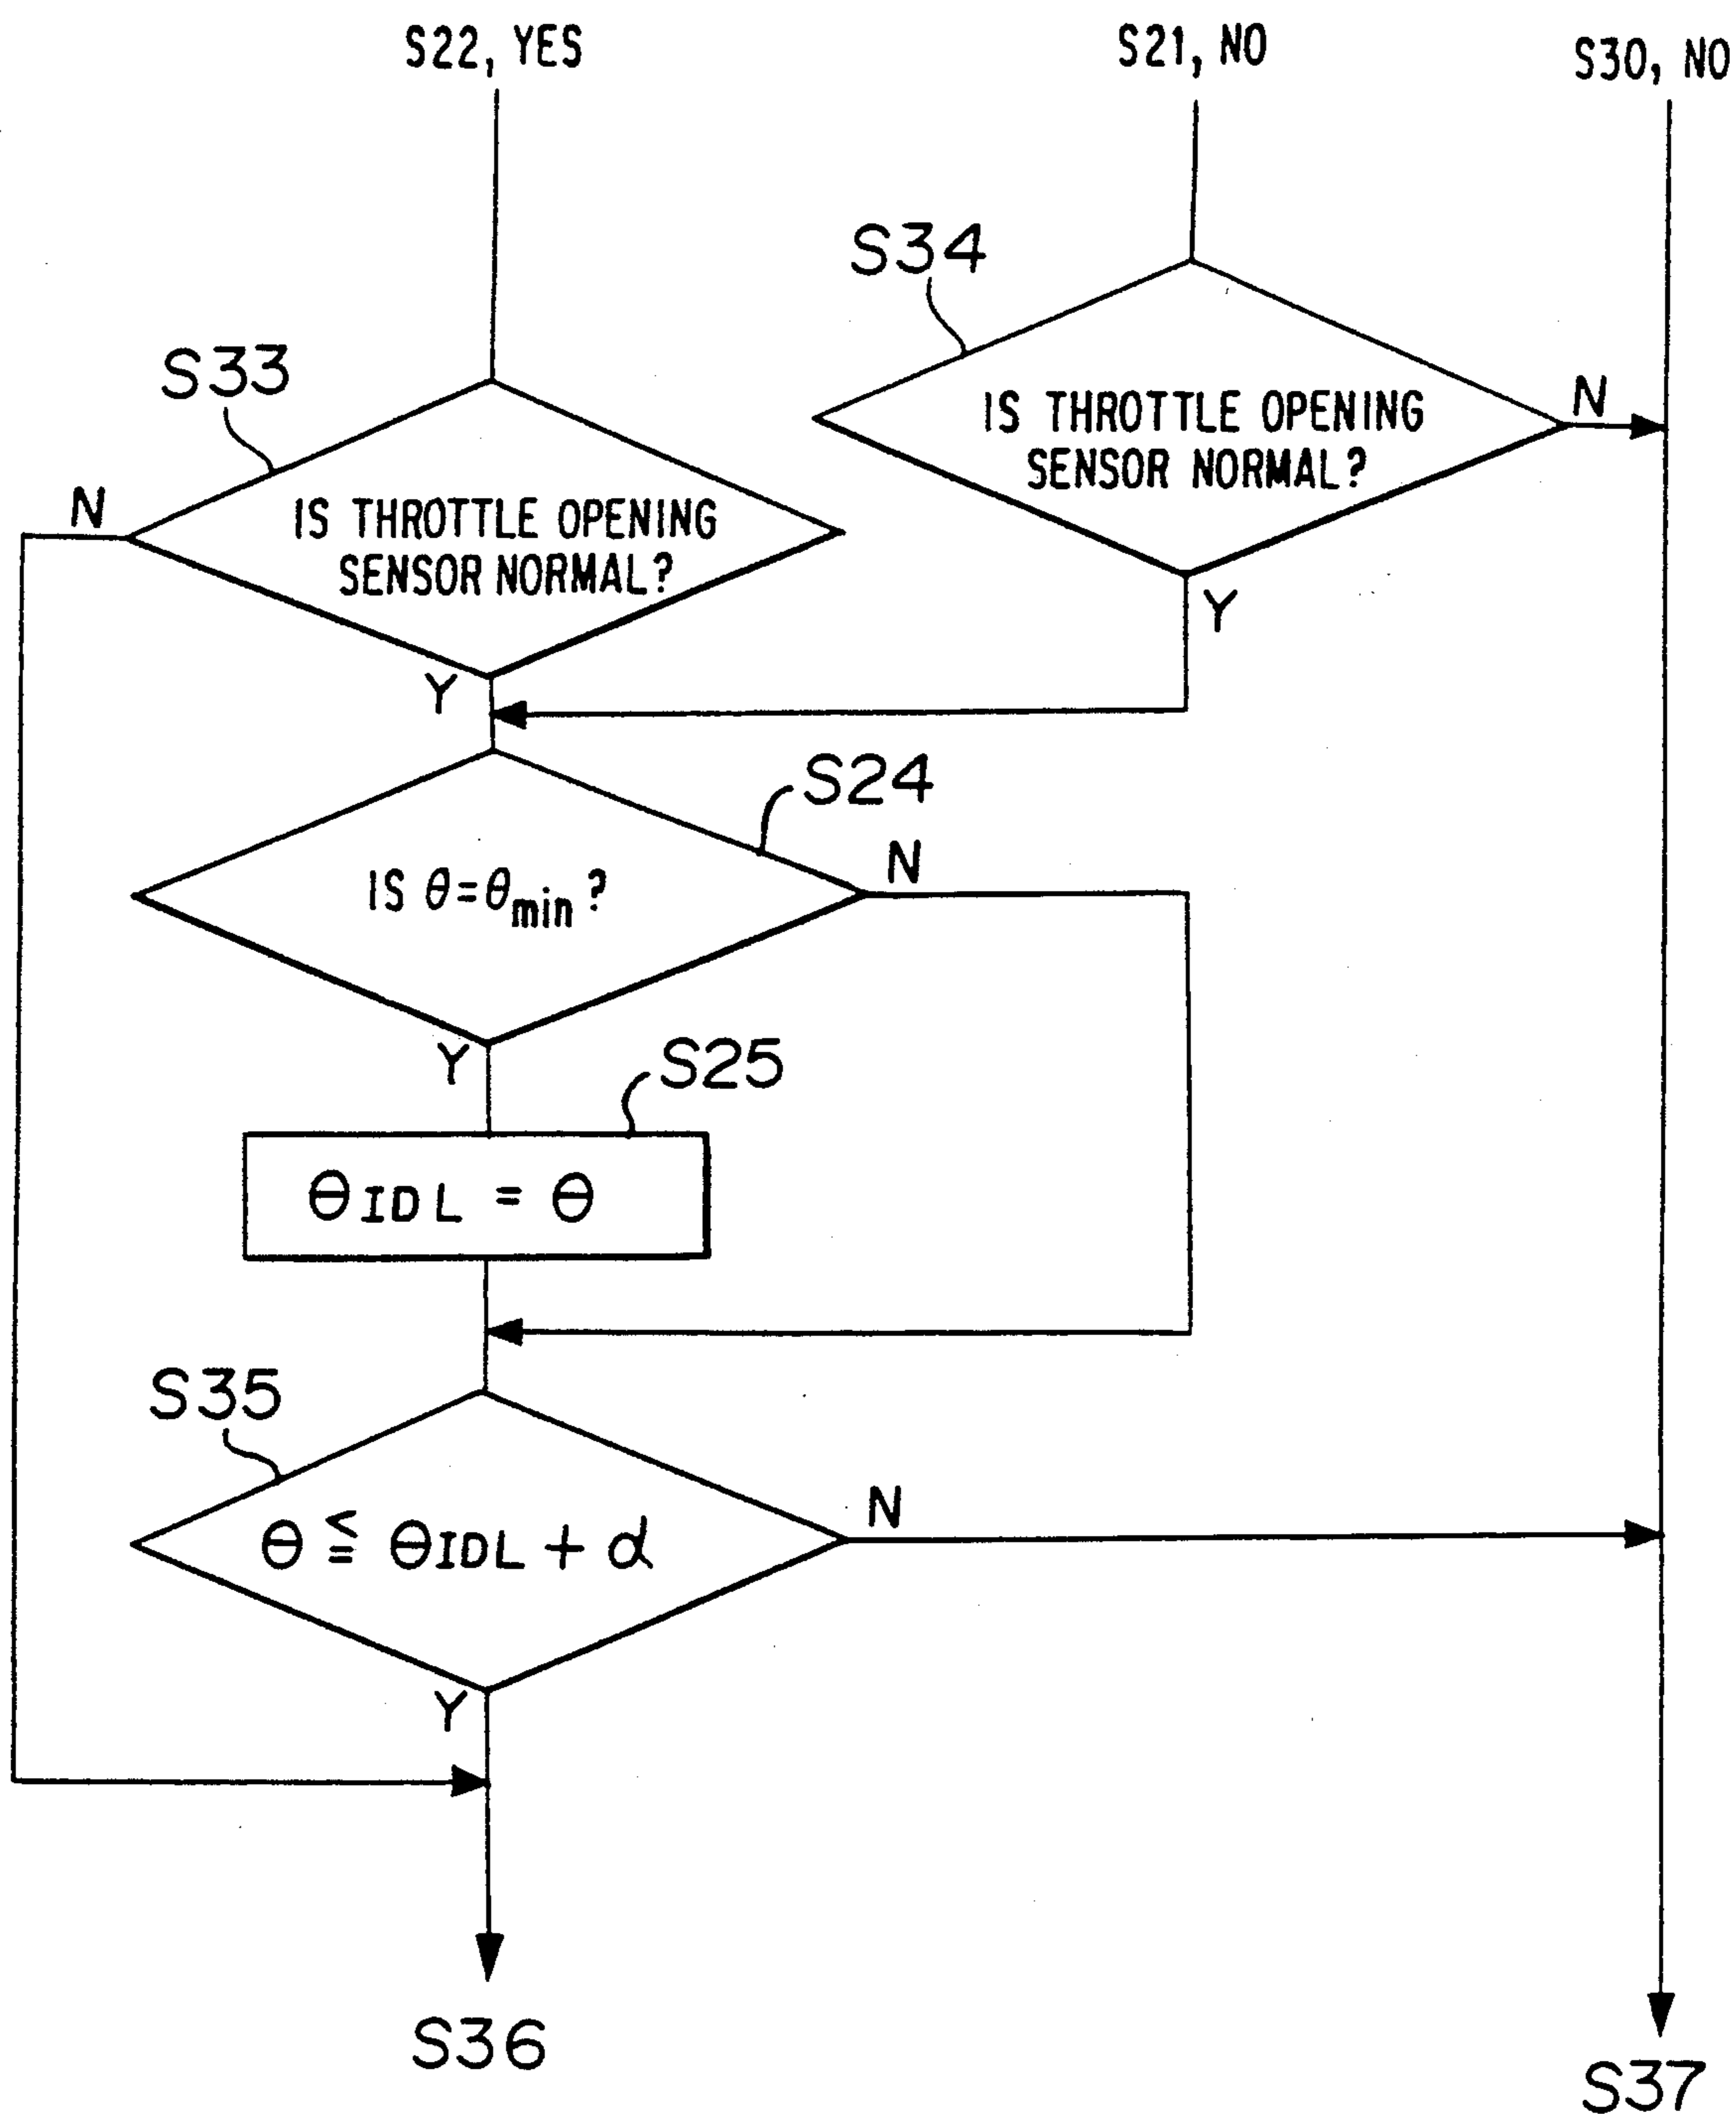 S22, YES
S21, NO
S30, NO
S34
IS THROTTLE OPENING
SENSOR NORMAL?
N
Y
S33
IS THROTTLE OPENING
SENSOR NORMAL?
N
Y
S24
IS θ=θmin?
N
Y
S25
θIDL = θ
S35
θ ≦ θIDL + α
N
Y
S36
S37